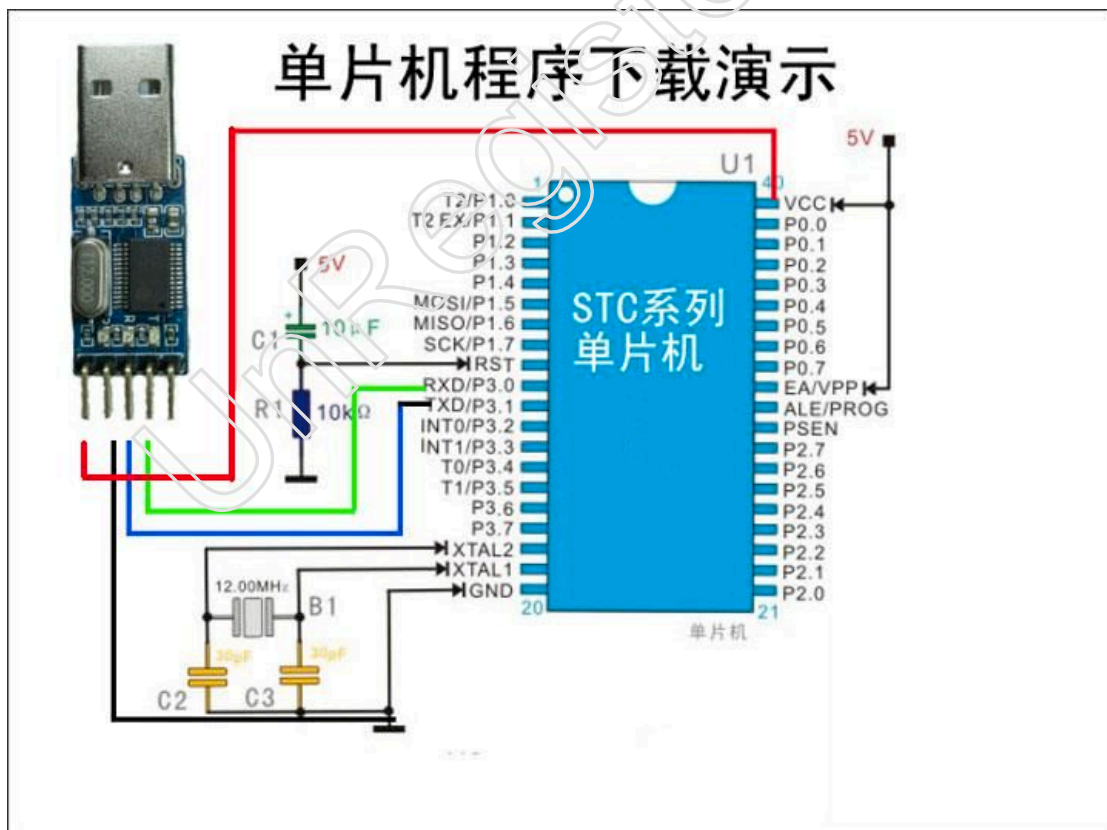 单片机程序下载演示
5V
U1
1
40
T2/P1.0
T2 EX/P1.1
P1.2
P1.3
P1.4
MOSI/P1.5
MISO/P1.6
SCK/P1.7
RST
RXD/P3.0
TXD/P3.1
INT0/P3.2
INT1/P3.3
T0/P3.4
T1/P3.5
P3.6
P3.7
XTAL2
XTAL1
GND
20
STC系列
单片机
VCC
P0.0
P0.1
P0.2
P0.3
P0.4
P0.5
P0.6
P0.7
EA/VPP
ALE/PROG
PSEN
P2.7
P2.6
P2.5
P2.4
P2.3
P2.2
P2.1
P2.0
21
单片机
5V
+
C1
10μF
R1
10kΩ
12.00MHz
B1
30pF
30pF
C2
C3
UnRegiste